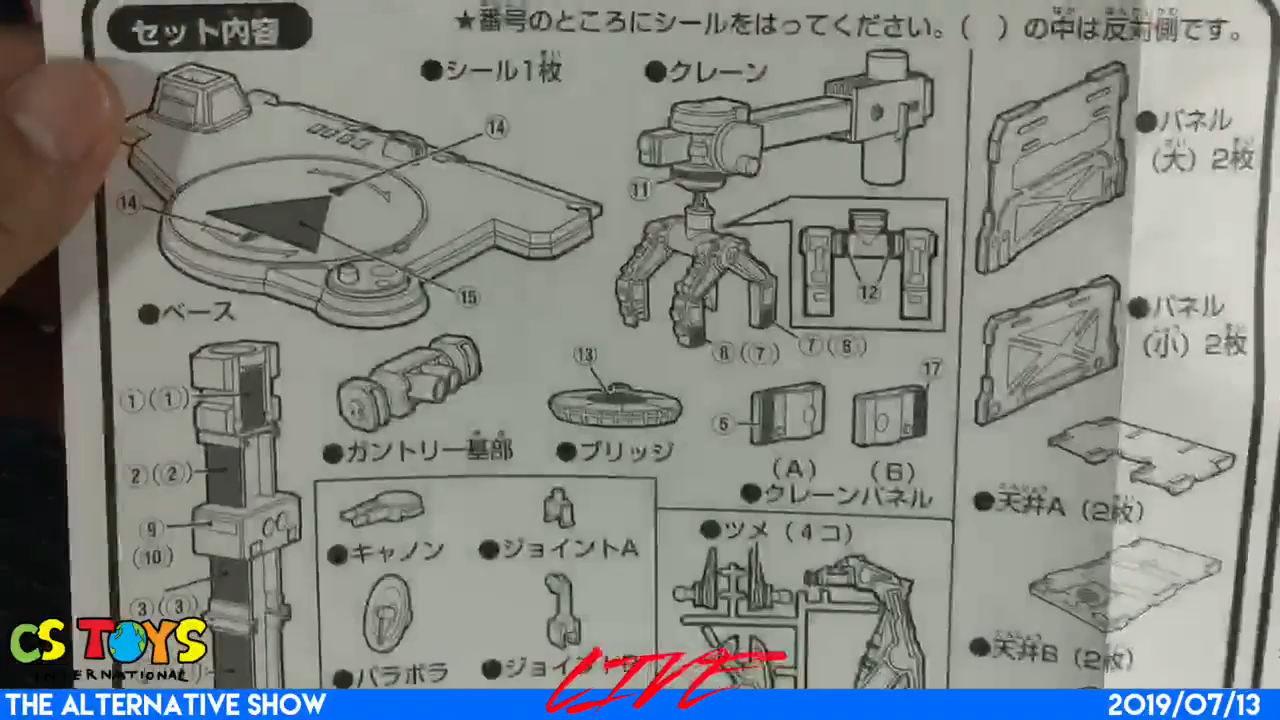 セット内容
★番号のところにシールをはってください。（　）の中は反対側です。
●シール1枚
●クレーン
●パネル
（大）2枚
⑭
⑭
⑮
⑪
⑫
⑧（⑦）
⑦（⑧）
●ベース
●パネル
（小）2枚
①（①）
②（②）
⑨
（⑩）
③（③）
●ガントリー基部
⑬
●ブリッジ
⑤
⑰
（A）
（B）
●クレーンパネル
●天井A（2枚）
●キャノン
●ジョイントA
●ツメ（4コ）
●天井B（2枚）
●パラボラ
●ジョイントB
CS TOYS
INTERNATIONAL
LIVE
THE ALTERNATIVE SHOW
2019/07/13